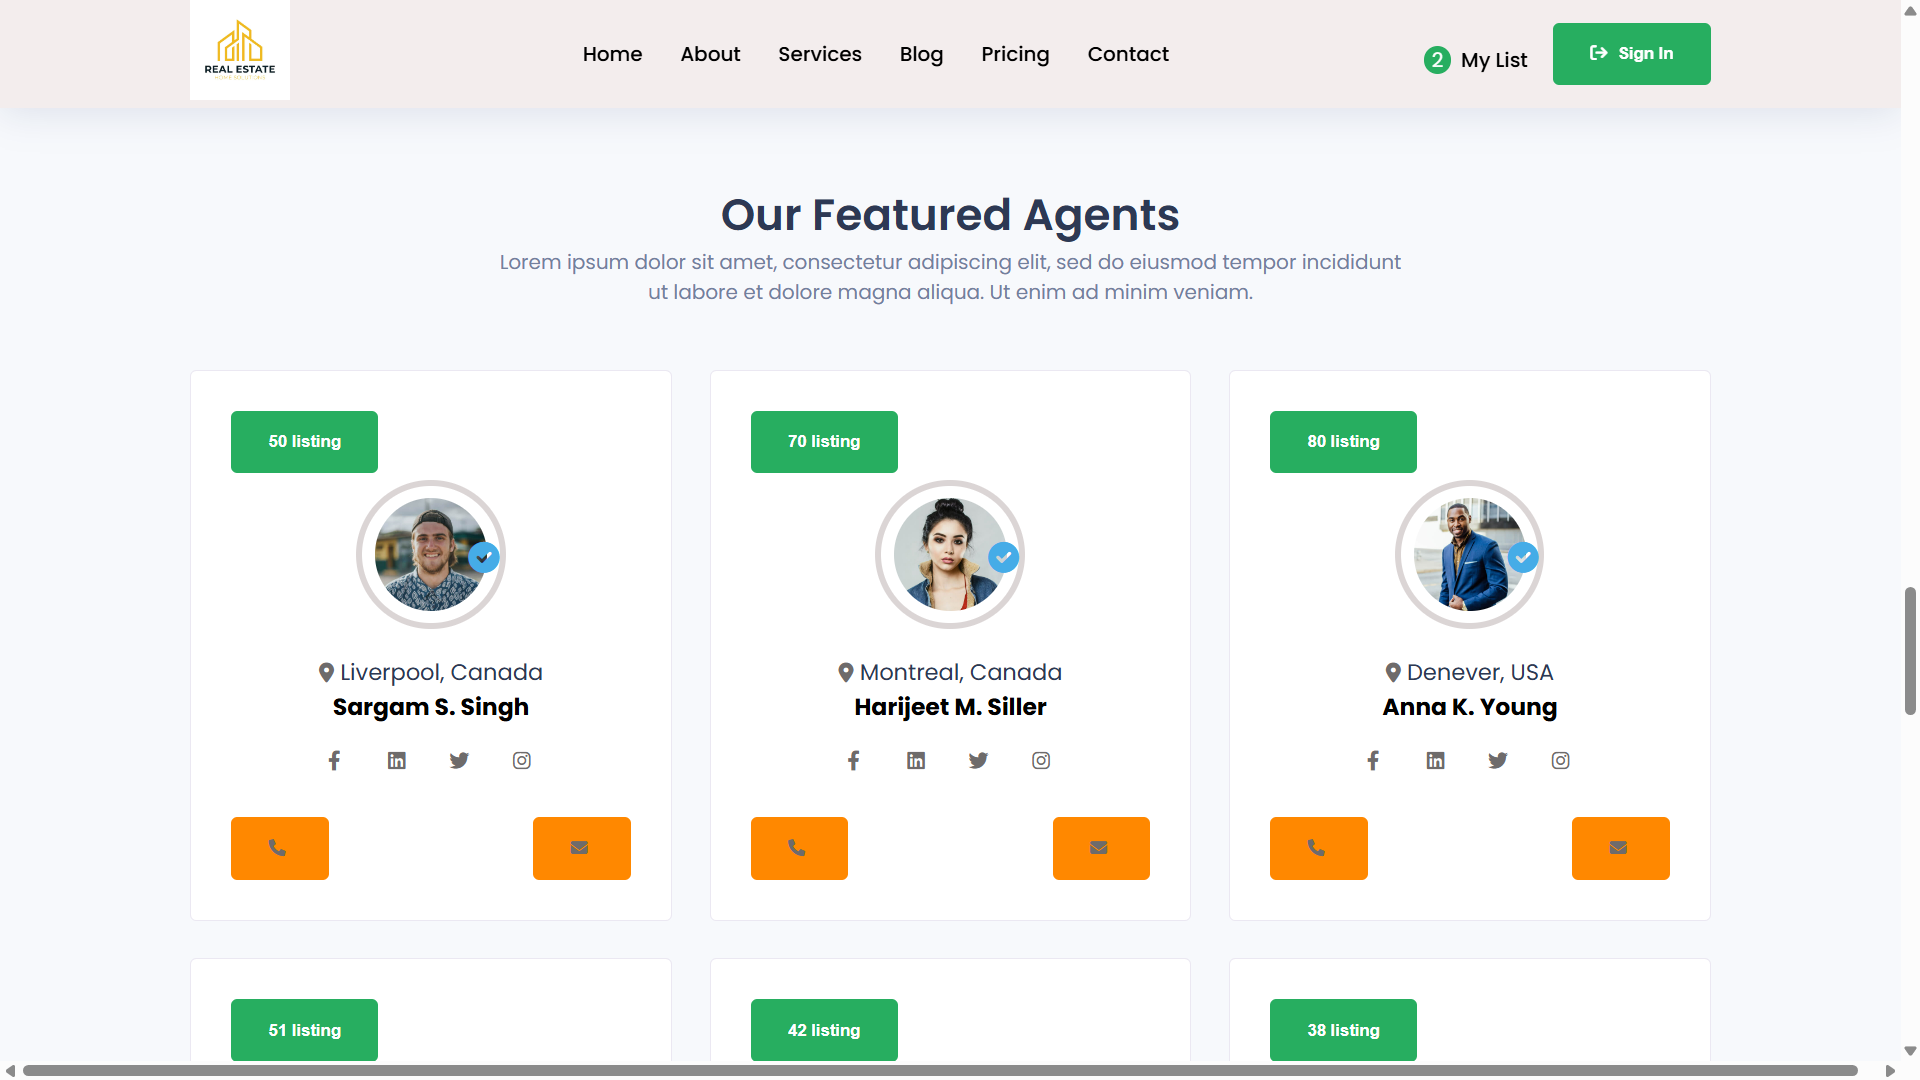 REAL ESTATE
Home
About
Services
Blog
Pricing
Contact
2 My List
Sign In
Our Featured Agents
Lorem ipsum dolor sit amet, consectetur adipiscing elit, sed do eiusmod tempor incididunt
ut labore et dolore magna aliqua. Ut enim ad minim veniam.
50 listing
Liverpool, Canada
Sargam S. Singh
70 listing
Montreal, Canada
Harijeet M. Siller
80 listing
Denever, USA
Anna K. Young
51 listing
42 listing
38 listing